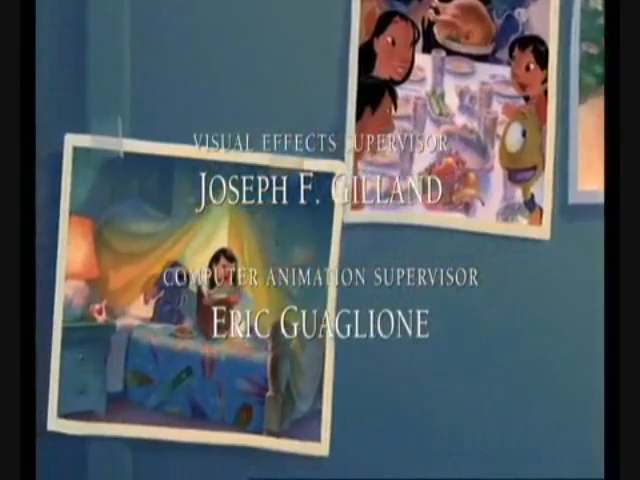 VISUAL EFFECTS SUPERVISOR
JOSEPH F. GILLAND
COMPUTER ANIMATION SUPERVISOR
ERIC GUAGLIONE